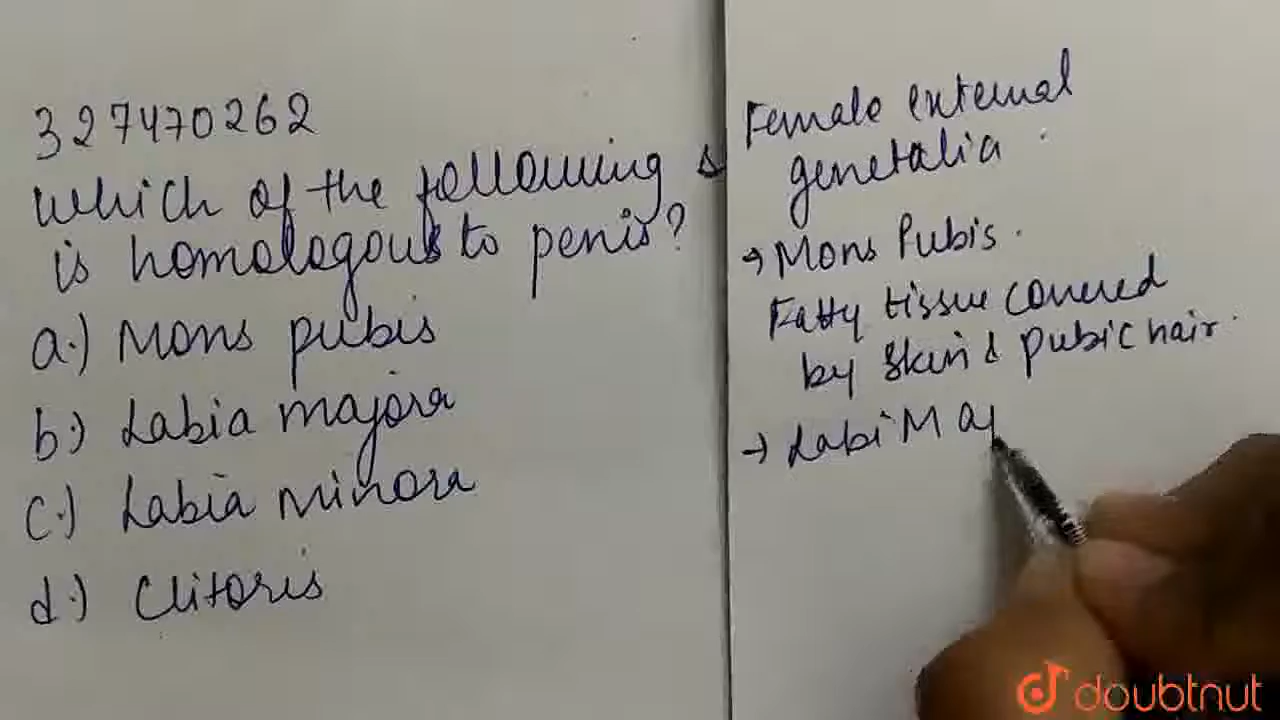 327470262
Which of the following s
is homologous to penis?
a.) Mons pubis
b.) Labia majora
c.) Labia minora
d.) Clitoris
Female external
genetalia.
→ Mons Pubis.
Fatty tissue covered
by skin & pubic hair.
→ Labi Maj
doubtnut